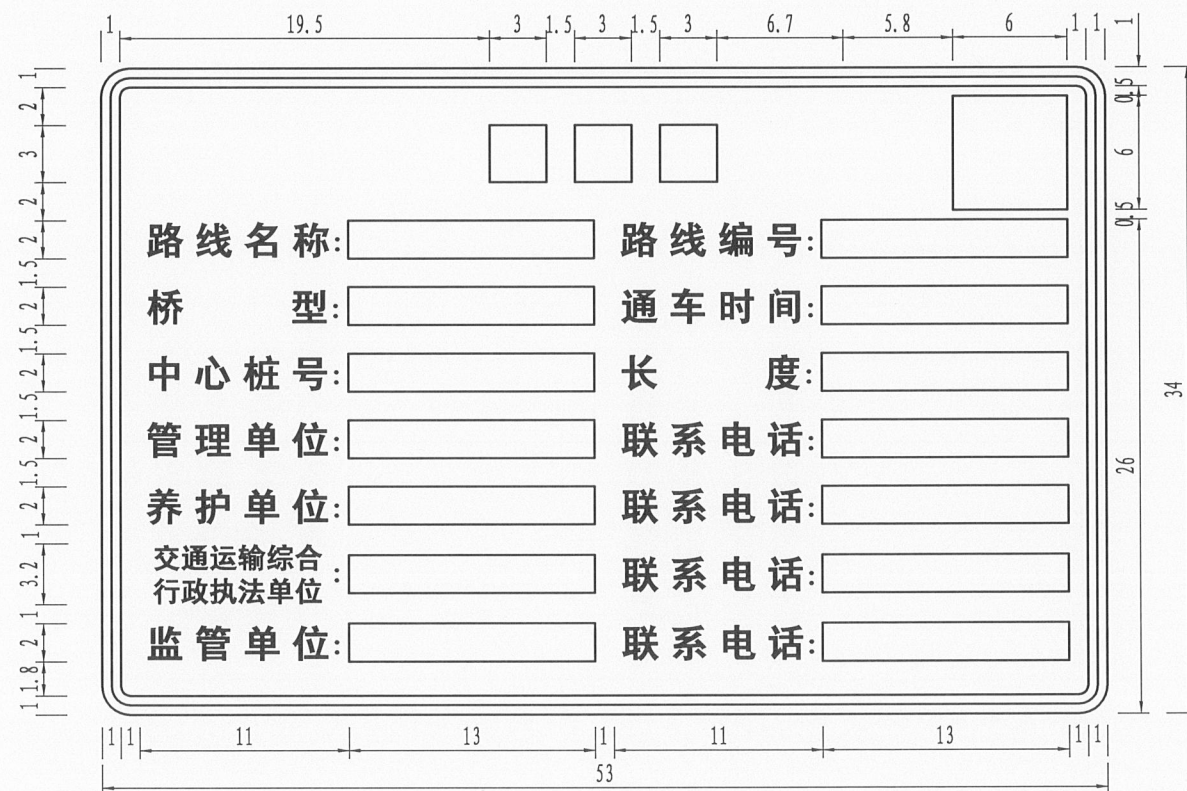 1 19.5 3 1.5 3 1.5 3 6.7 5.8 6 1 1
1
1
2
3
2
2
1.5
2
1.5
2
1.5
2
1.5
2
1
3.2
1
2
1.8
1
路线名称: 路线编号:
桥型: 通车时间:
中心桩号: 长度:
管理单位: 联系电话:
养护单位: 联系电话:
交通运输综合
行政执法单位: 联系电话:
监管单位: 联系电话:
0.5
6
0.5
26
34
1 1 11 13 1 11 13 1 1
53